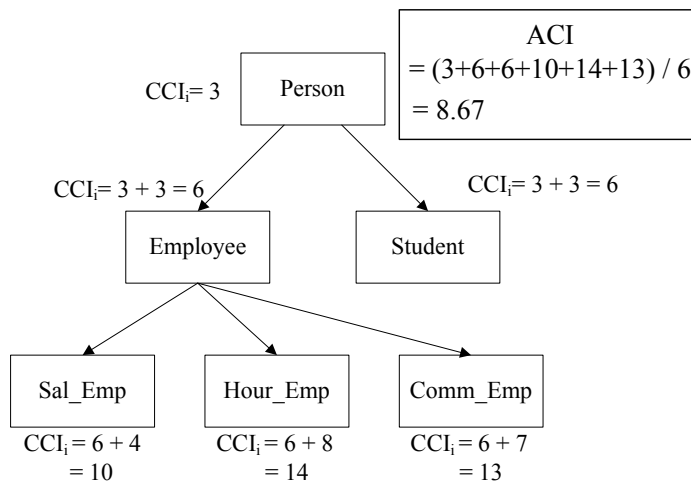 ACI
= (3+6+6+10+14+13) / 6
= 8.67
CCIi= 3
Person
CCIi= 3 + 3 = 6
CCIi= 3 + 3 = 6
Employee
Student
Sal_Emp
Hour_Emp
Comm_Emp
CCIi = 6 + 4
= 10
CCIi = 6 + 8
= 14
CCIi = 6 + 7
= 13